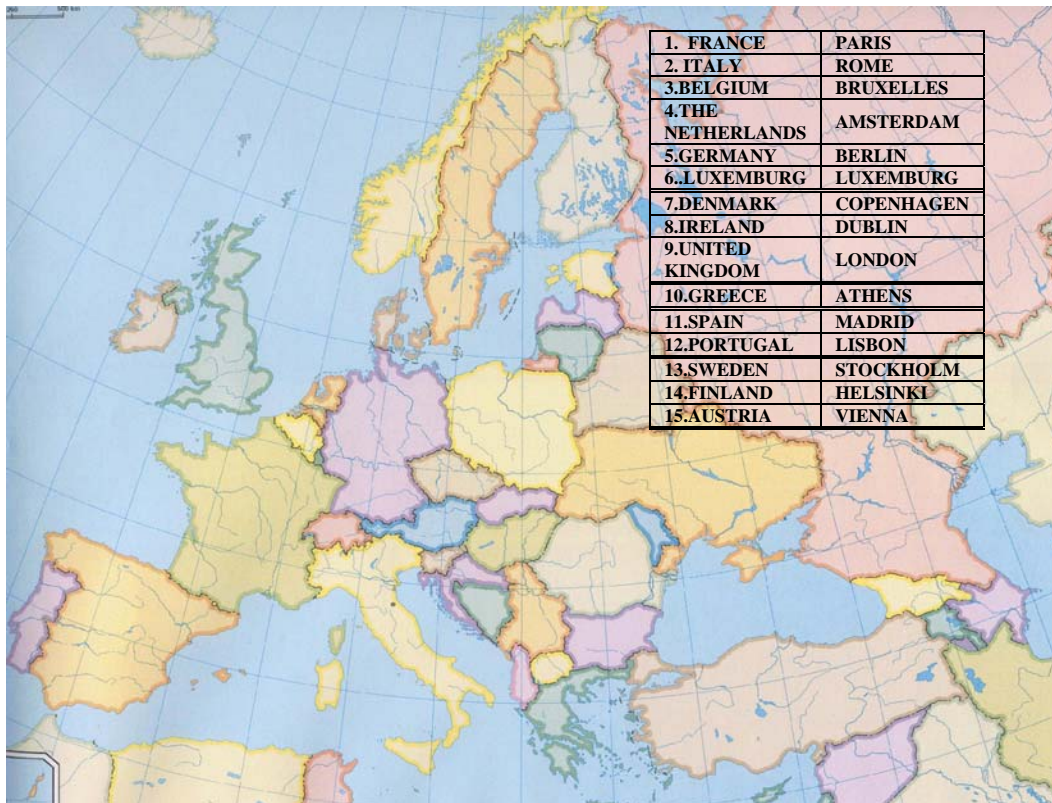 500 km
1. FRANCE PARIS
2. ITALY ROME
3.BELGIUM BRUXELLES
4.THE
NETHERLANDS AMSTERDAM
5.GERMANY BERLIN
6..LUXEMBURG LUXEMBURG
7.DENMARK COPENHAGEN
8.IRELAND DUBLIN
9.UNITED
KINGDOM LONDON
10.GREECE ATHENS
11.SPAIN MADRID
12.PORTUGAL LISBON
13.SWEDEN STOCKHOLM
14.FINLAND HELSINKI
15.AUSTRIA VIENNA